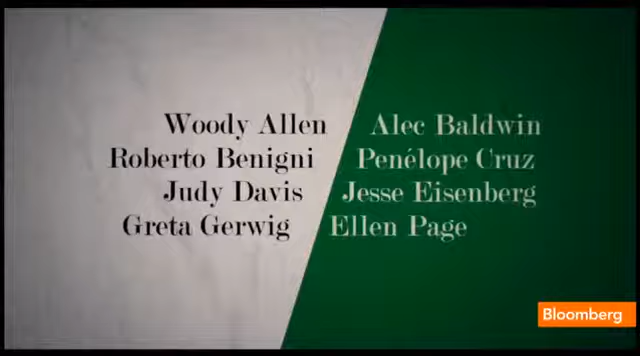 Woody Allen Alec Baldwin
Roberto Benigni Penélope Cruz
Judy Davis Jesse Eisenberg
Greta Gerwig Ellen Page
Bloomberg